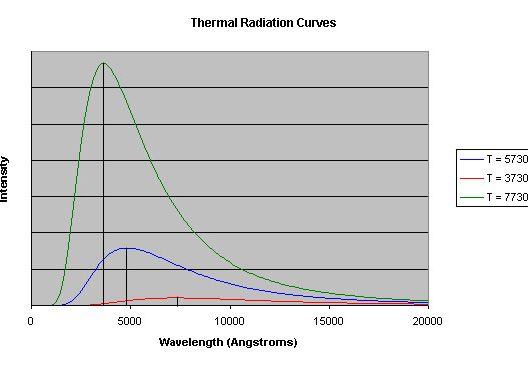 Thermal Radiation Curves
Intensity
T = 5730
T = 3730
T = 7730
0 5000 10000 15000 20000
Wavelength (Angstroms)